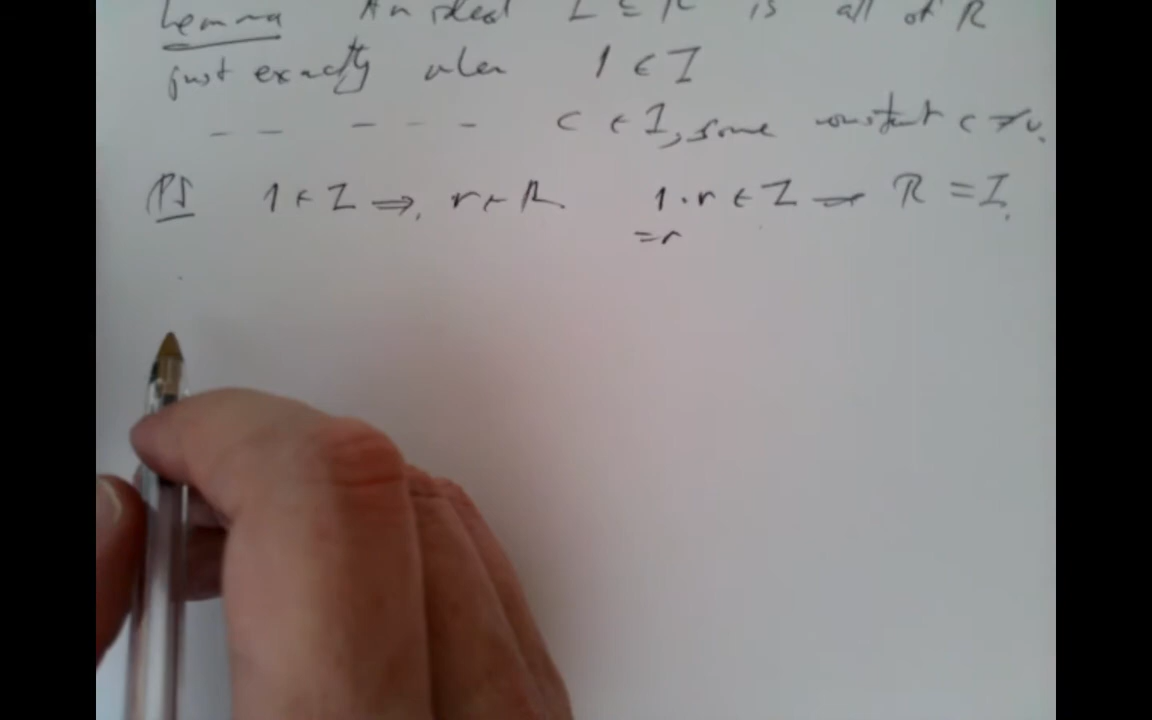 Lemma An ideal I ⊆ R is all of R
just exactly when 1 ∈ I
-- --- c ∈ I, some constant c ≠ 0.
Pf 1 ∈ I ⇒, r ∈ R 1·r ∈ I ⇒ R = I.
= r